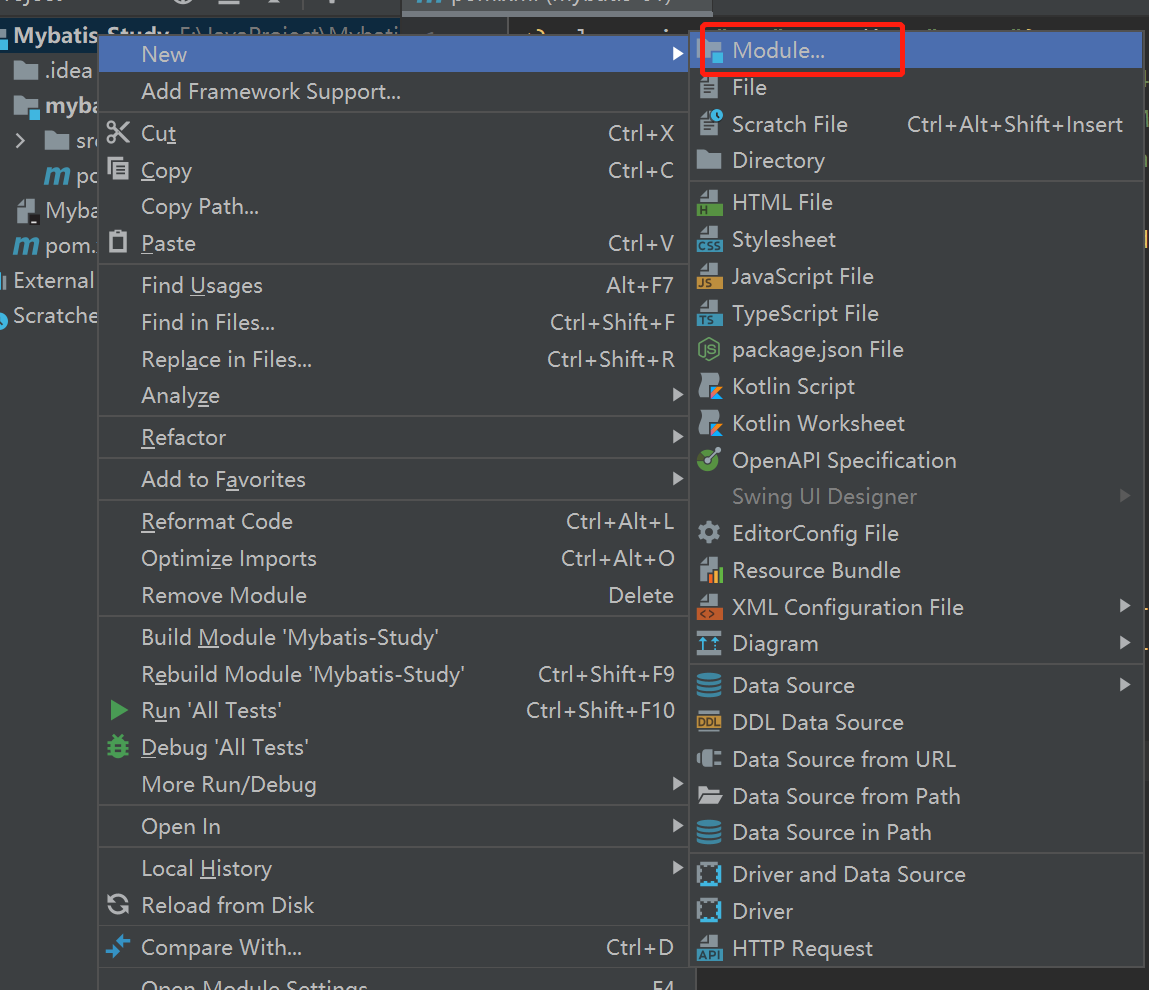 pom.xml (mybatis-01)
Mybatis-Study F:\JavaProject\Mybati
.idea
myba
src
po
Myba
pom.
External
Scratche
New
Add Framework Support...
Cut Ctrl+X
Copy Ctrl+C
Copy Path...
Paste Ctrl+V
Find Usages Alt+F7
Find in Files... Ctrl+Shift+F
Replace in Files... Ctrl+Shift+R
Analyze
Refactor
Add to Favorites
Reformat Code Ctrl+Alt+L
Optimize Imports Ctrl+Alt+O
Remove Module Delete
Build Module 'Mybatis-Study'
Rebuild Module 'Mybatis-Study' Ctrl+Shift+F9
Run 'All Tests' Ctrl+Shift+F10
Debug 'All Tests'
More Run/Debug
Open In
Local History
Reload from Disk
Compare With... Ctrl+D
Open Module Settings F4
Module...
File
Scratch File Ctrl+Alt+Shift+Insert
Directory
HTML File
Stylesheet
JavaScript File
TypeScript File
package.json File
Kotlin Script
Kotlin Worksheet
OpenAPI Specification
Swing UI Designer
EditorConfig File
Resource Bundle
XML Configuration File
Diagram
Data Source
DDL Data Source
Data Source from URL
Data Source from Path
Data Source in Path
Driver and Data Source
Driver
HTTP Request